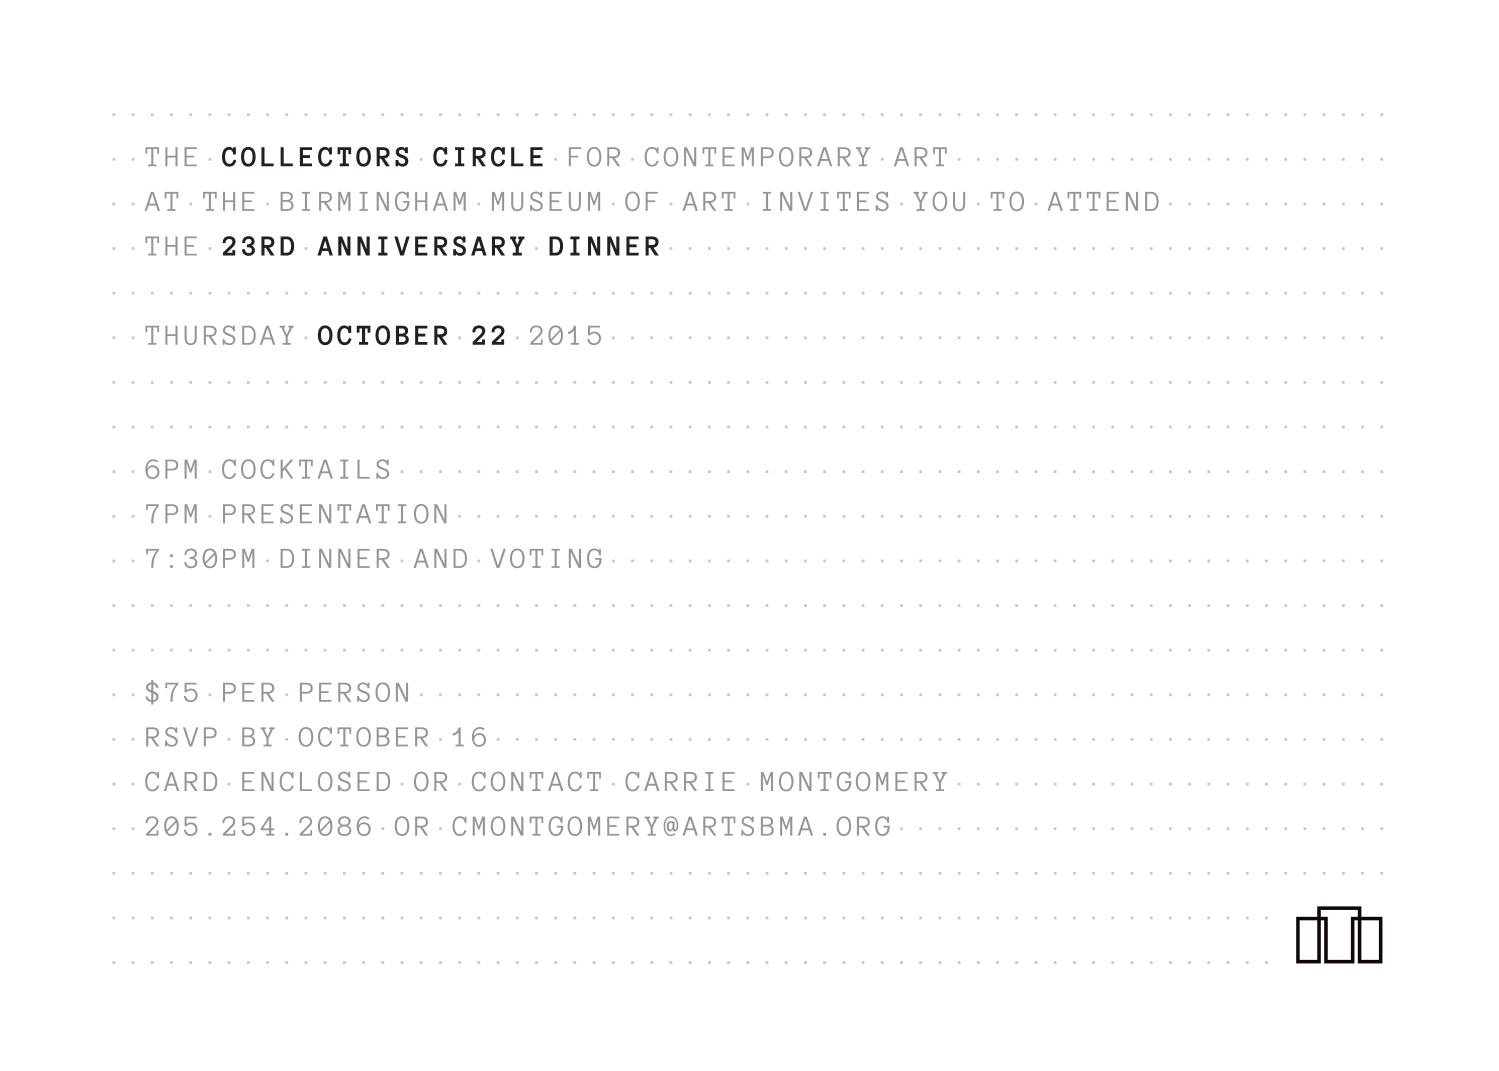 THE COLLECTORS CIRCLE FOR CONTEMPORARY ART
AT THE BIRMINGHAM MUSEUM OF ART INVITES YOU TO ATTEND
THE 23RD ANNIVERSARY DINNER
THURSDAY OCTOBER 22 2015
6PM COCKTAILS
7PM PRESENTATION
7:30PM DINNER AND VOTING
$75 PER PERSON
RSVP BY OCTOBER 16
CARD ENCLOSED OR CONTACT CARRIE MONTGOMERY
205.254.2086 OR CMONTGOMERY@ARTSBMA.ORG